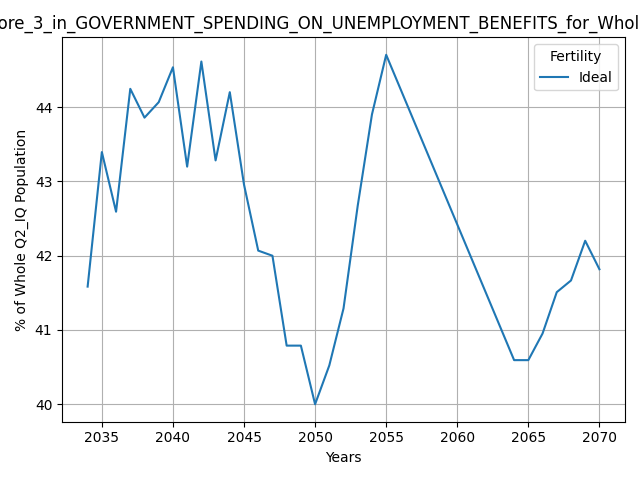 ore_3_in_GOVERNMENT_SPENDING_ON_UNEMPLOYMENT_BENEFITS_for_Whol
Fertility
Ideal
% of Whole Q2_IQ Population
44
43
42
41
40
2035 2040 2045 2050 2055 2060 2065 2070
Years